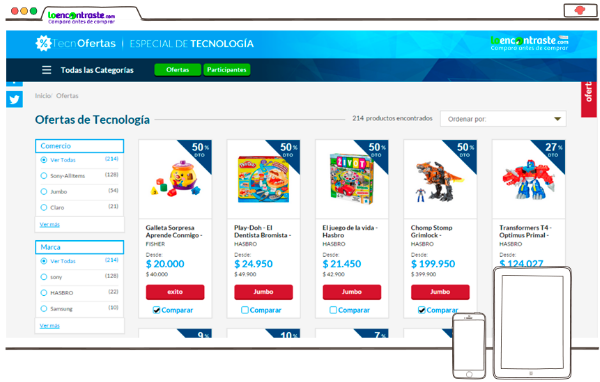 loencontraste.com
Compare antes de comprar
% TecnOfertas | ESPECIAL DE TECNOLOGÍA
loencontraste.com
Compare antes de comprar
Todas las Categorías
Ofertas
Participantes
Inicio Ofertas
ofert
Ofertas de Tecnología
214 productos encontrados
Ordenar por:
Comercio
Ver Todas (214)
Sony-Allitems (128)
Jumbo (54)
Claro (21)
Ver más
Marca
Ver Todas (214)
sony (128)
HASBRO (22)
Samsung (10)
Ver más
50 % DTO
Galleta Sorpresa
Aprende Conmigo -
FISHER
Desde:
$ 20.000
$ 40.000
exito
Comparar
9 %
50 % DTO
Play-Doh - El
Dentista Bromista -
HASBRO
Desde:
$ 24.950
$ 49.900
Jumbo
Comparar
10 %
50 % DTO
El juego de la vida -
Hasbro
HASBRO
Desde:
$ 21.450
$ 42.900
Jumbo
Comparar
7 %
50 % DTO
Chomp Stomp
Grimlock -
HASBRO
Desde:
$ 199.950
$ 399.900
Jumbo
Comparar
27 % DTO
Transformers T4 -
Optimus Primal -
HASBRO
Desde:
$ 124.027
Jumbo